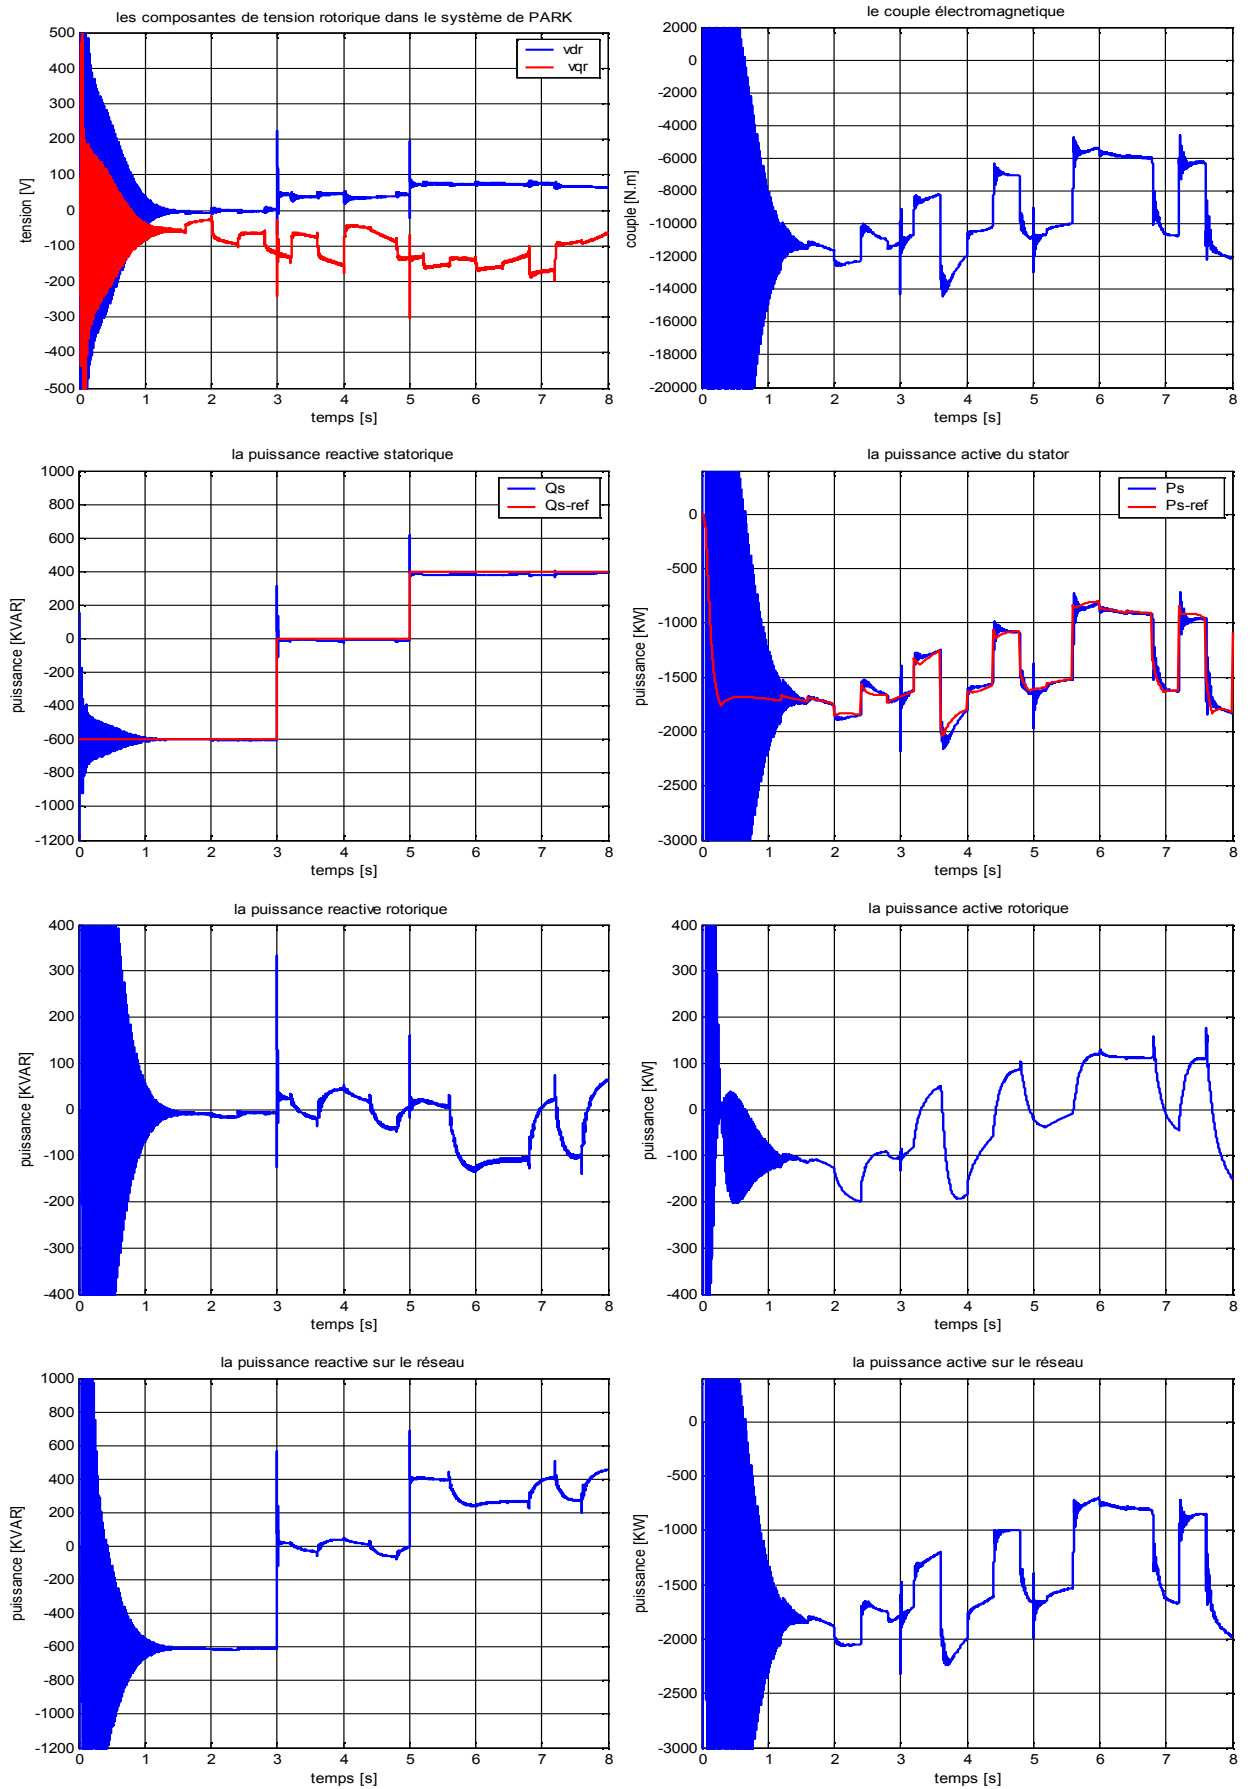 les composantes de tension rotorique dans le système de PARK
500
400
300
200
100
0
-100
-200
-300
-400
-500
tension [V]
vdr
vqr
0 1 2 3 4 5 6 7 8
temps [s]
le couple électromagnetique
2000
0
-2000
-4000
-6000
-8000
-10000
-12000
-14000
-16000
-18000
-20000
couple [N.m]
0 1 2 3 4 5 6 7 8
temps [s]
la puissance reactive statorique
1000
800
600
400
200
0
-200
-400
-600
-800
-1000
-1200
puissance [KVAR]
Qs
Qs-ref
0 1 2 3 4 5 6 7 8
temps [s]
la puissance active du stator
0
-500
-1000
-1500
-2000
-2500
-3000
puissance [KW]
Ps
Ps-ref
0 1 2 3 4 5 6 7 8
temps [s]
la puissance reactive rotorique
400
300
200
100
0
-100
-200
-300
-400
puissance [KVAR]
0 1 2 3 4 5 6 7 8
temps [s]
la puissance active rotorique
400
300
200
100
0
-100
-200
-300
-400
puissance [KW]
0 1 2 3 4 5 6 7 8
temps [s]
la puissance reactive sur le réseau
1000
800
600
400
200
0
-200
-400
-600
-800
-1000
-1200
puissance [KVAR]
0 1 2 3 4 5 6 7 8
temps [s]
la puissance active sur le réseau
0
-500
-1000
-1500
-2000
-2500
-3000
puissance [KW]
0 1 2 3 4 5 6 7 8
temps [s]